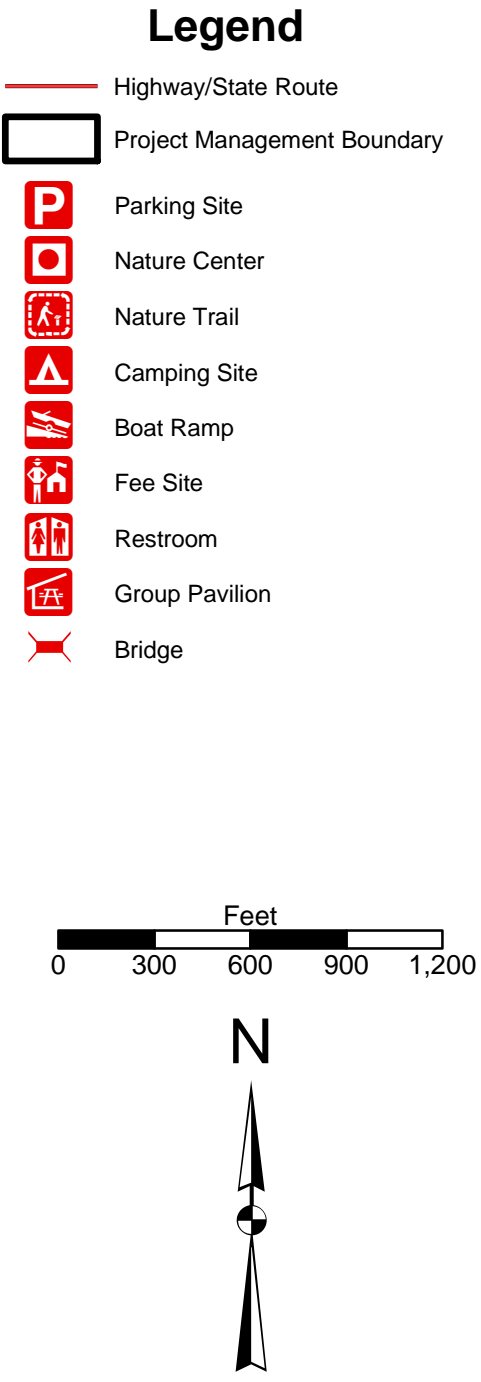 Legend
Highway/State Route
Project Management Boundary
P Parking Site
Nature Center
Nature Trail
Camping Site
Boat Ramp
Fee Site
Restroom
Group Pavilion
Bridge
Feet
0 300 600 900 1,200
N